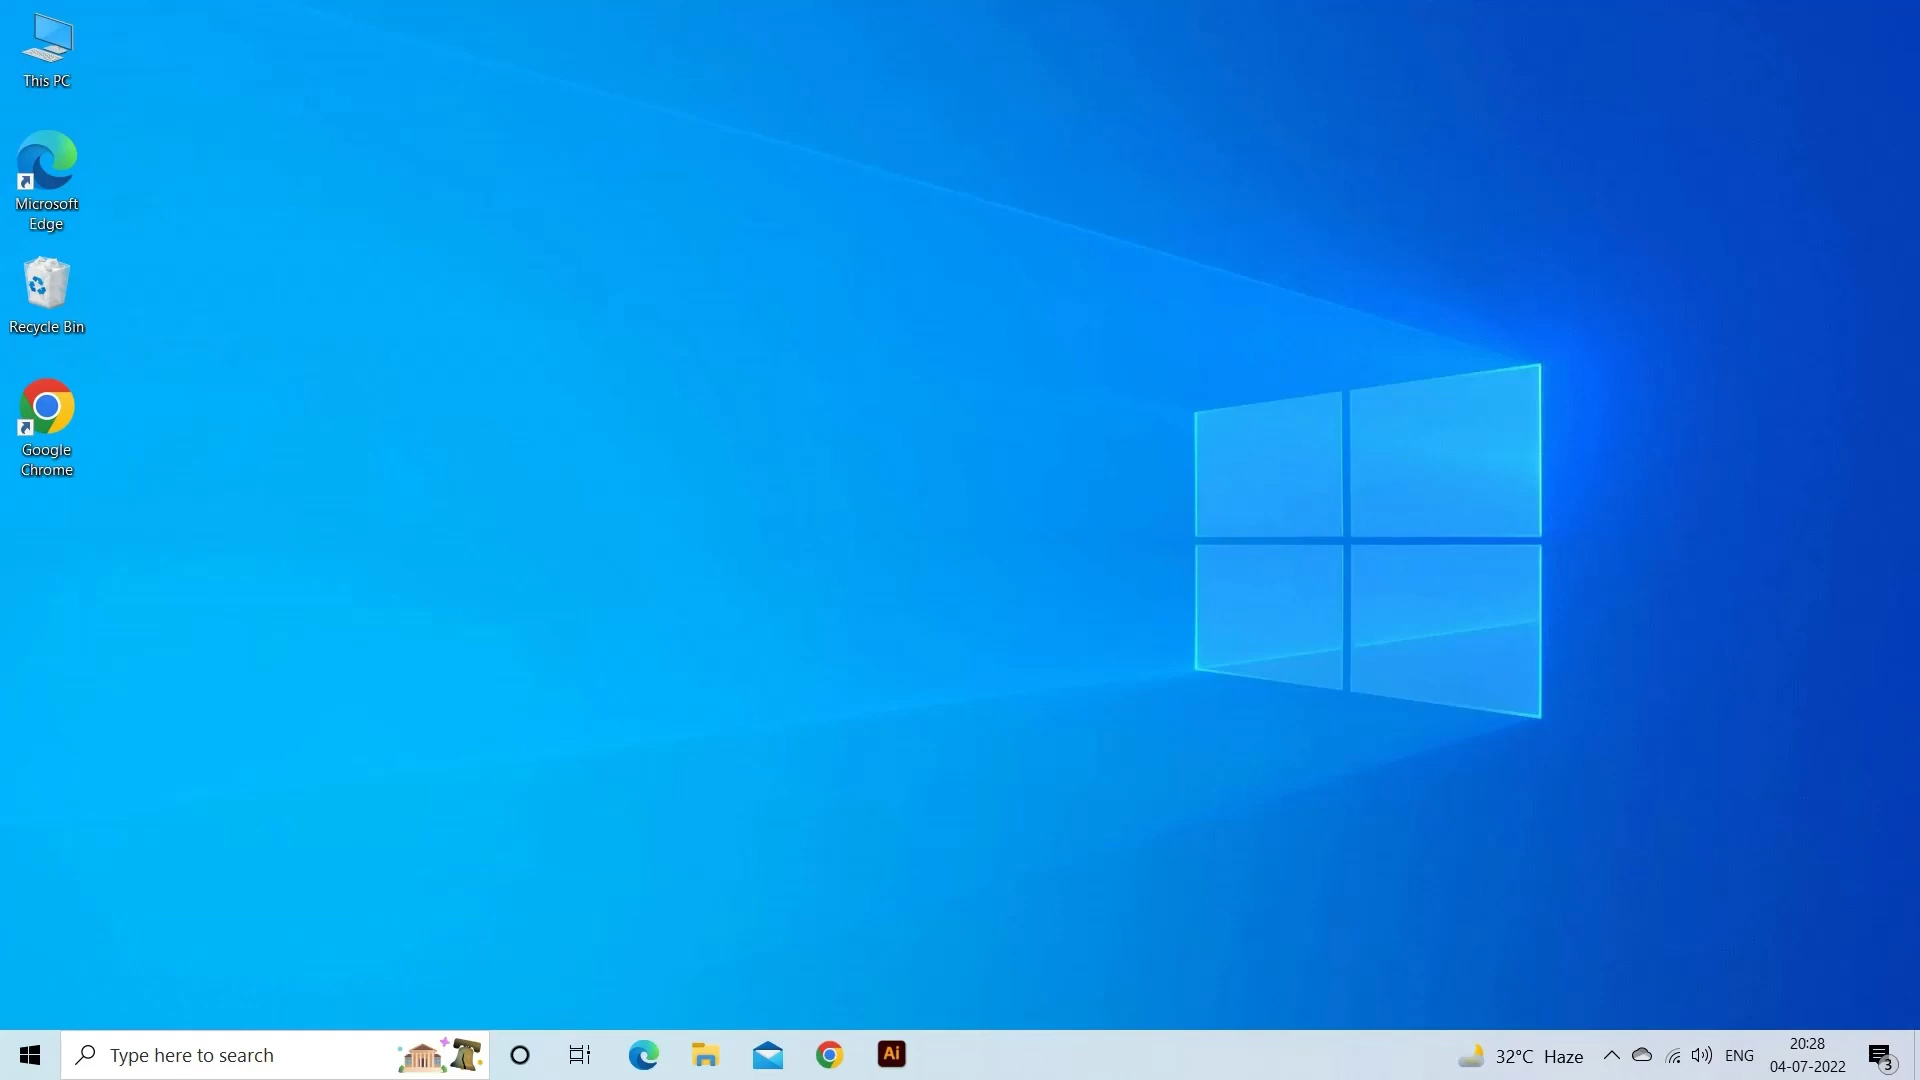 This PC
Microsoft
Edge
Recycle Bin
Google
Chrome
Type here to search
Ai
32°C Haze
ENG
20:28
04-07-2022
3